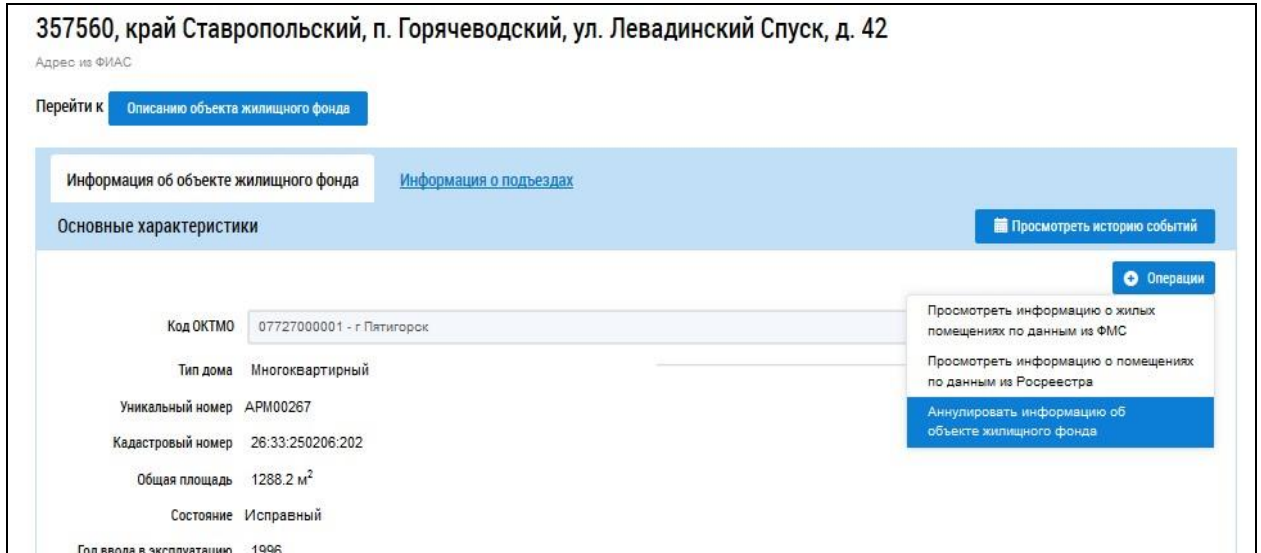 357560, край Ставропольский, п. Горячеводский, ул. Левадинский Спуск, д. 42
Адрес из ФИАС
Перейти к Описанию объекта жилищного фонда
Информация об объекте жилищного фонда Информация о подъездах
Основные характеристики Просмотреть историю событий
Операции
Просмотреть информацию о жилых
помещениях по данным из ФМС
Просмотреть информацию о помещениях
по данным из Росреестра
Аннулировать информацию об
объекте жилищного фонда
Код ОКТМО 07727000001 - г Пятигорск
Тип дома Многоквартирный
Уникальный номер АРМ00267
Кадастровый номер 26:33:250206:202
Общая площадь 1288.2 м²
Состояние Исправный
Год ввода в эксплуатацию 1996